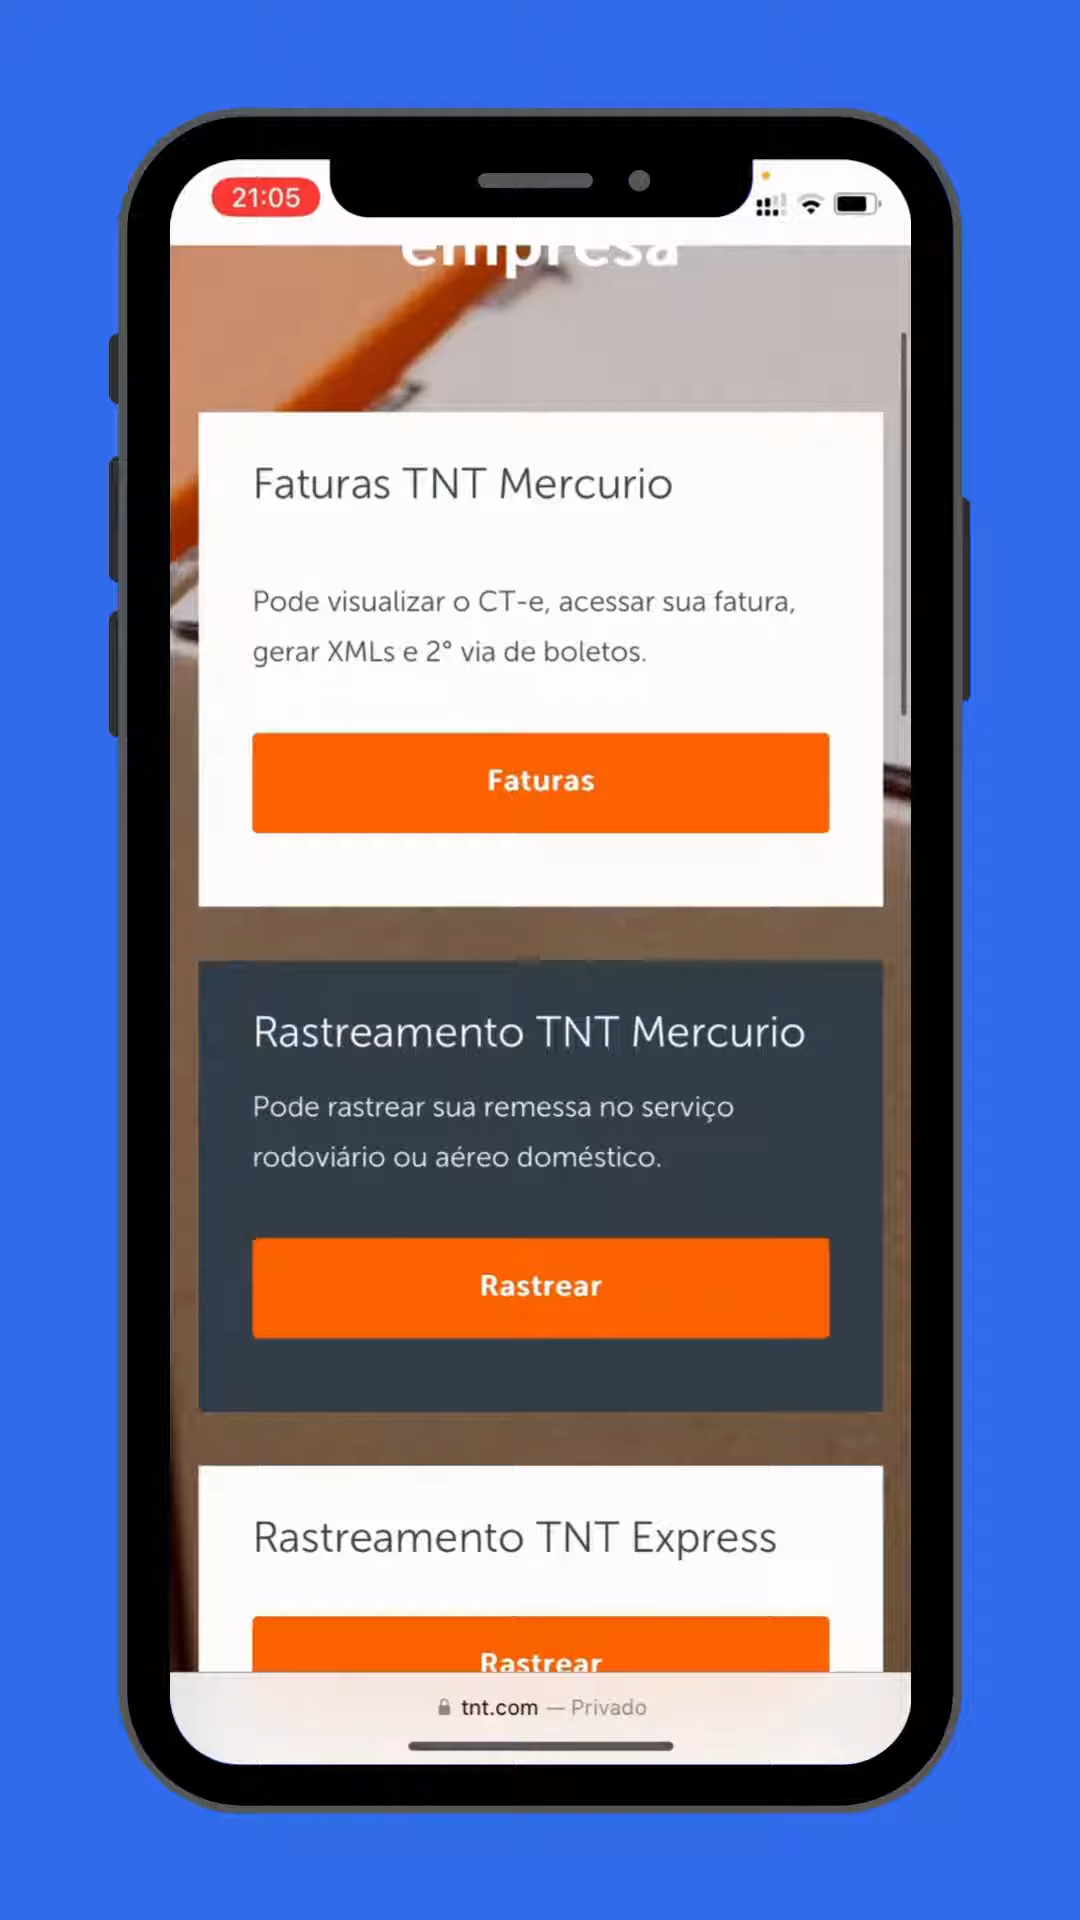 21:05
empresa
Faturas TNT Mercurio
Pode visualizar o CT-e, acessar sua fatura,
gerar XMLs e 2° via de boletos.
Faturas
Rastreamento TNT Mercurio
Pode rastrear sua remessa no serviço
rodoviário ou aéreo doméstico.
Rastrear
Rastreamento TNT Express
Rastrear
tnt.com — Privado